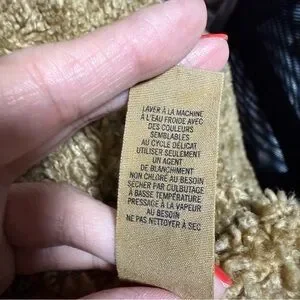 LAVER À LA MACHINE
À L'EAU FROIDE AVEC
DES COULEURS
SEMBLABLES
AU CYCLE DÉLICAT
UTILISER SEULEMENT
UN AGENT
DE BLANCHIMENT
NON CHLORÉ AU BESOIN
SÉCHER PAR CULBUTAGE
À BASSE TEMPÉRATURE
PRESSAGE À LA VAPEUR
AU BESOIN
NE PAS NETTOYER À SEC